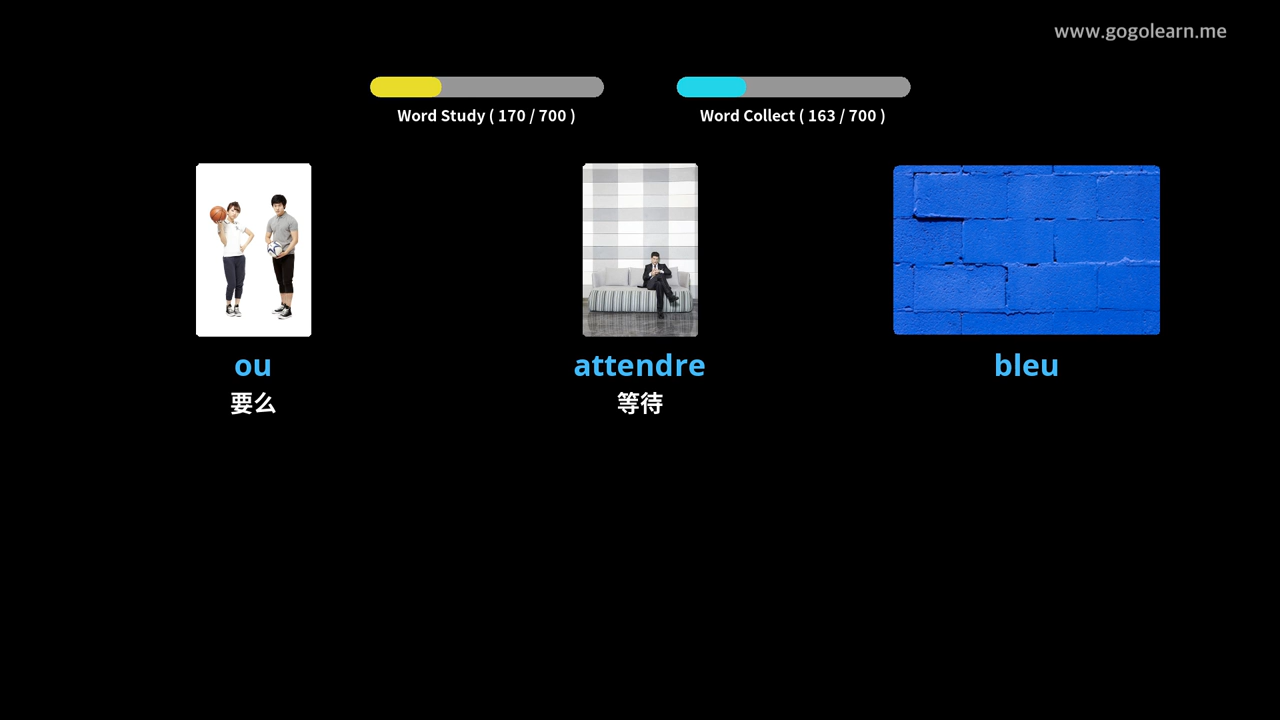 www.gogolearn.me
Word Study ( 170 / 700 )
Word Collect ( 163 / 700 )
ou
要么
attendre
等待
bleu